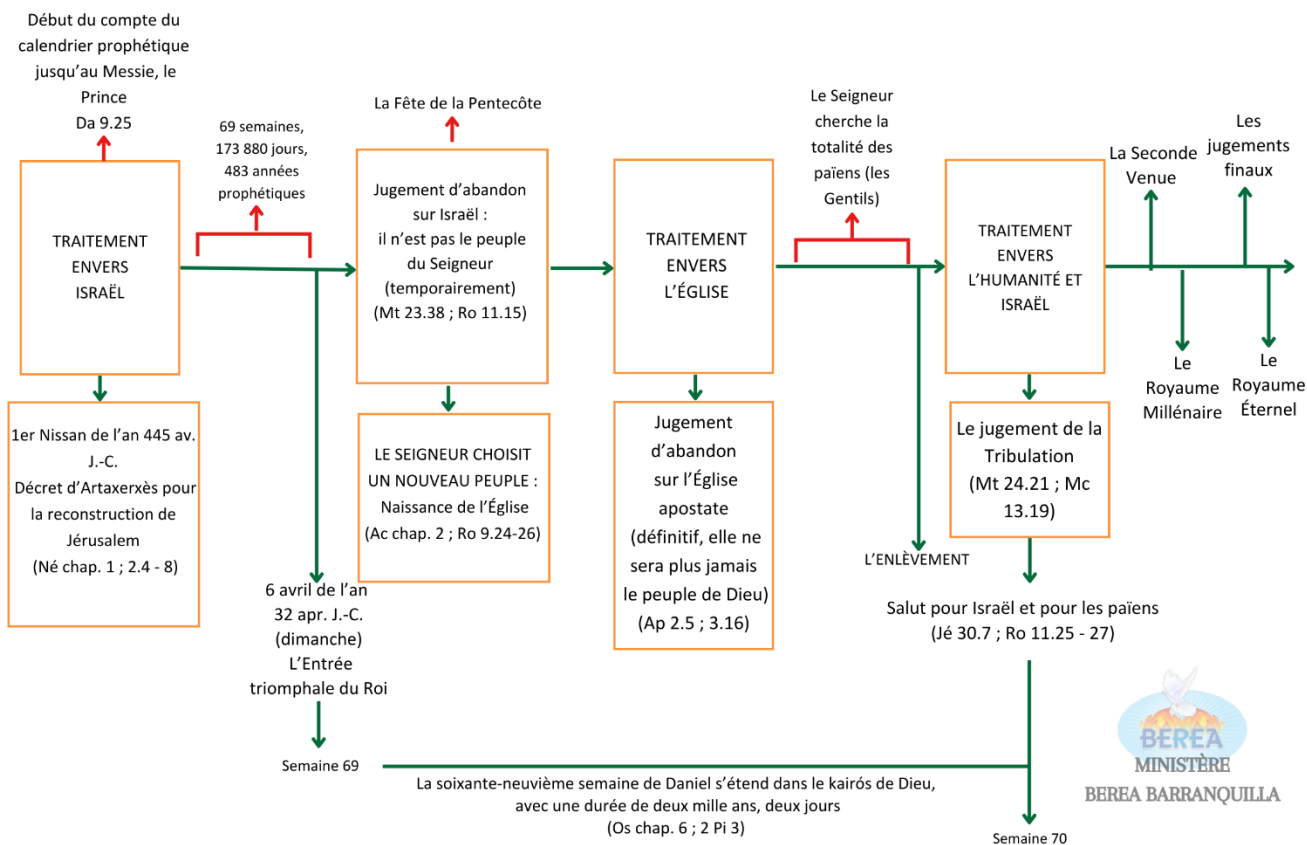 Début du compte du
calendrier prophétique
jusqu'au Messie, le
Prince
Da 9.25
69 semaines,
173 880 jours,
483 années
prophétiques
La Fête de la Pentecôte
Le Seigneur
cherche la
totalité des
païens (les
Gentils)
La Seconde
Venue
Les
jugements
finaux
TRAITEMENT
ENVERS
ISRAËL
Jugement d'abandon
sur Israël :
il n'est pas le peuple
du Seigneur
(temporairement)
(Mt 23.38 ; Ro 11.15)
TRAITEMENT
ENVERS
L'ÉGLISE
TRAITEMENT
ENVERS
L'HUMANITÉ ET
ISRAËL
Le
Royaume
Millénaire
Le
Royaume
Éternel
1er Nissan de l'an 445 av.
J.-C.
Décret d'Artaxerxès pour
la reconstruction de
Jérusalem
(Né chap. 1 ; 2.4 - 8)
LE SEIGNEUR CHOISIT
UN NOUVEAU PEUPLE :
Naissance de l'Église
(Ac chap. 2 ; Ro 9.24-26)
Jugement
d'abandon
sur l'Église
apostate
(définitif, elle ne
sera plus jamais
le peuple de Dieu)
(Ap 2.5 ; 3.16)
Le jugement de la
Tribulation
(Mt 24.21 ; Mc
13.19)
L'ENLÈVEMENT
6 avril de l'an
32 apr. J.-C.
(dimanche)
L'Entrée
triomphale du Roi
Salut pour Israël et pour les païens
(Jé 30.7 ; Ro 11.25 - 27)
Semaine 69
La soixante-neuvième semaine de Daniel s'étend dans le kairós de Dieu,
avec une durée de deux mille ans, deux jours
(Os chap. 6 ; 2 Pi 3)
Semaine 70
BEREA
MINISTÈRE
BEREA BARRANQUILLA